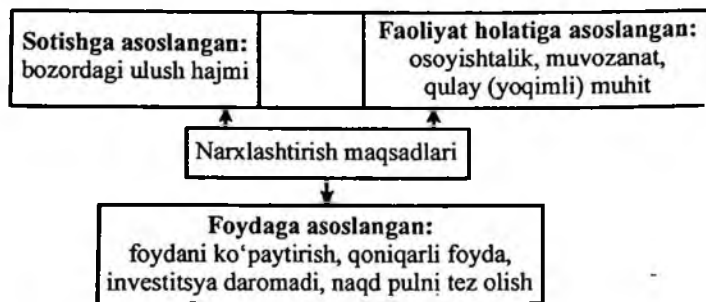 Sotishga asoslangan:
bozordagi ulush hajmi
Faoliyat holatiga asoslangan:
osoyishtalik, muvozanat,
qulay (yoqimli) muhit
Narxlashtirish maqsadlari
Foydaga asoslangan:
foydani ko‘paytirish, qoniqarli foyda,
investitsya daromadi, naqd pulni tez olish